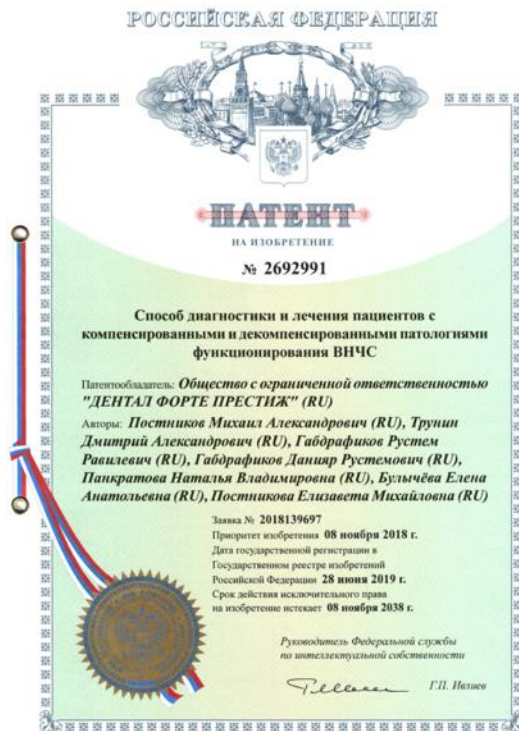 РОССИЙСКАЯ ФЕДЕРАЦИЯ
ПАТЕНТ
НА ИЗОБРЕТЕНИЕ
№ 2692991
Способ диагностики и лечения пациентов с
компенсированными и декомпенсированными патологиями
функционирования ВНЧС
Патентообладатель: Общество с ограниченной ответственностью
"ДЕНТАЛ ФОРТЕ ПРЕСТИЖ" (RU)
Авторы: Постников Михаил Александрович (RU), Трунин
Дмитрий Александрович (RU), Габдрафиков Рустем
Равилевич (RU), Габдрафиков Данияр Рустемович (RU),
Панкратова Наталья Владимировна (RU), Булычёва Елена
Анатольевна (RU), Постникова Елизавета Михайловна (RU)
Заявка № 2018139697
Приоритет изобретения 08 ноября 2018 г.
Дата государственной регистрации в
Государственном реестре изобретений
Российской Федерации 28 июня 2019 г.
Срок действия исключительного права
на изобретение истекает 08 ноября 2038 г.
Руководитель Федеральной службы
по интеллектуальной собственности
Г.П. Ивлиев